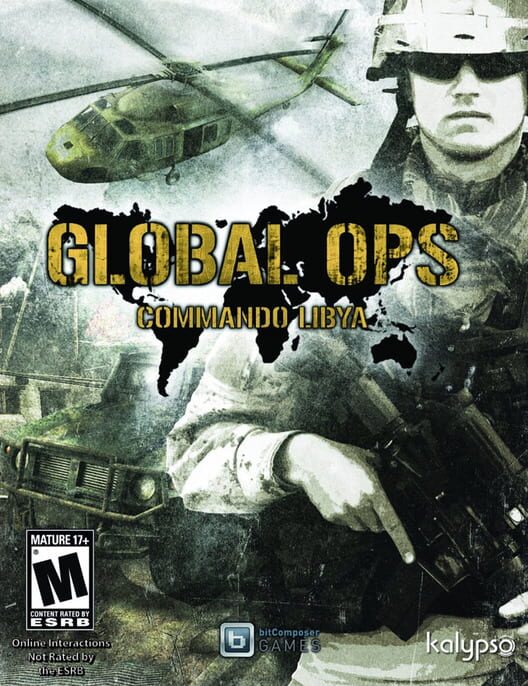 GLOBAL OPS
COMMANDO LIBYA
MATURE 17+
M
®
CONTENT RATED BY
ESRB
Online Interactions
Not Rated by
the ESRB
b
bitComposer
GAMES
kalypso